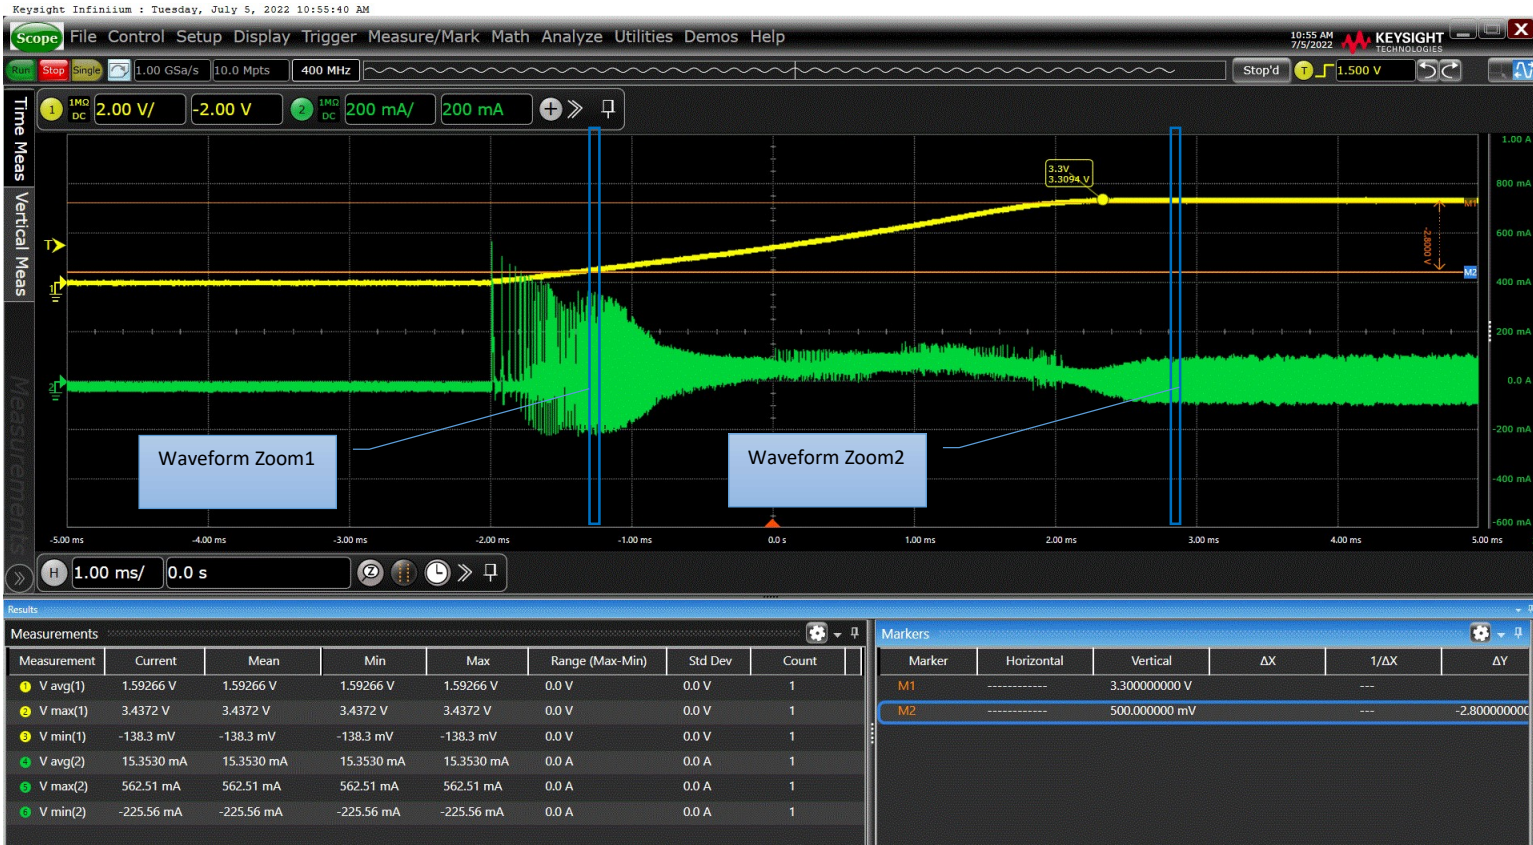 Keysight Infiniium : Tuesday, July 5, 2022 10:55:40 AM
Scope File Control Setup Display Trigger Measure/Mark Math Analyze Utilities Demos Help
10:55 AM
7/5/2022
KEYSIGHT
TECHNOLOGIES
X
Run Stop Single 1.00 GSa/s 10.0 Mpts 400 MHz Stop'd T 1.500 V
Time Meas
Vertical Meas
Measurements
1 1MΩ DC 2.00 V/ -2.00 V 2 1MΩ DC 200 mA/ 200 mA
1.00 A
800 mA
600 mA
400 mA
200 mA
0.0 A
-200 mA
-400 mA
-600 mA
3.3V
3.3094 V
M1
-2.8000 V
M2
T
1
2
Waveform Zoom1
Waveform Zoom2
-5.00 ms -4.00 ms -3.00 ms -2.00 ms -1.00 ms 0.0 s 1.00 ms 2.00 ms 3.00 ms 4.00 ms 5.00 ms
H 1.00 ms/ 0.0 s Z
Results
Measurements
Measurement Current Mean Min Max Range (Max-Min) Std Dev Count
1 V avg(1) 1.59266 V 1.59266 V 1.59266 V 1.59266 V 0.0 V 0.0 V 1
2 V max(1) 3.4372 V 3.4372 V 3.4372 V 3.4372 V 0.0 V 0.0 V 1
3 V min(1) -138.3 mV -138.3 mV -138.3 mV -138.3 mV 0.0 V 0.0 V 1
4 V avg(2) 15.3530 mA 15.3530 mA 15.3530 mA 15.3530 mA 0.0 A 0.0 A 1
5 V max(2) 562.51 mA 562.51 mA 562.51 mA 562.51 mA 0.0 A 0.0 A 1
6 V min(2) -225.56 mA -225.56 mA -225.56 mA -225.56 mA 0.0 A 0.0 A 1
Markers
Marker Horizontal Vertical ΔX 1/ΔX ΔY
M1 ------------ 3.300000000 V ---
M2 ------------ 500.000000 mV --- -2.800000000